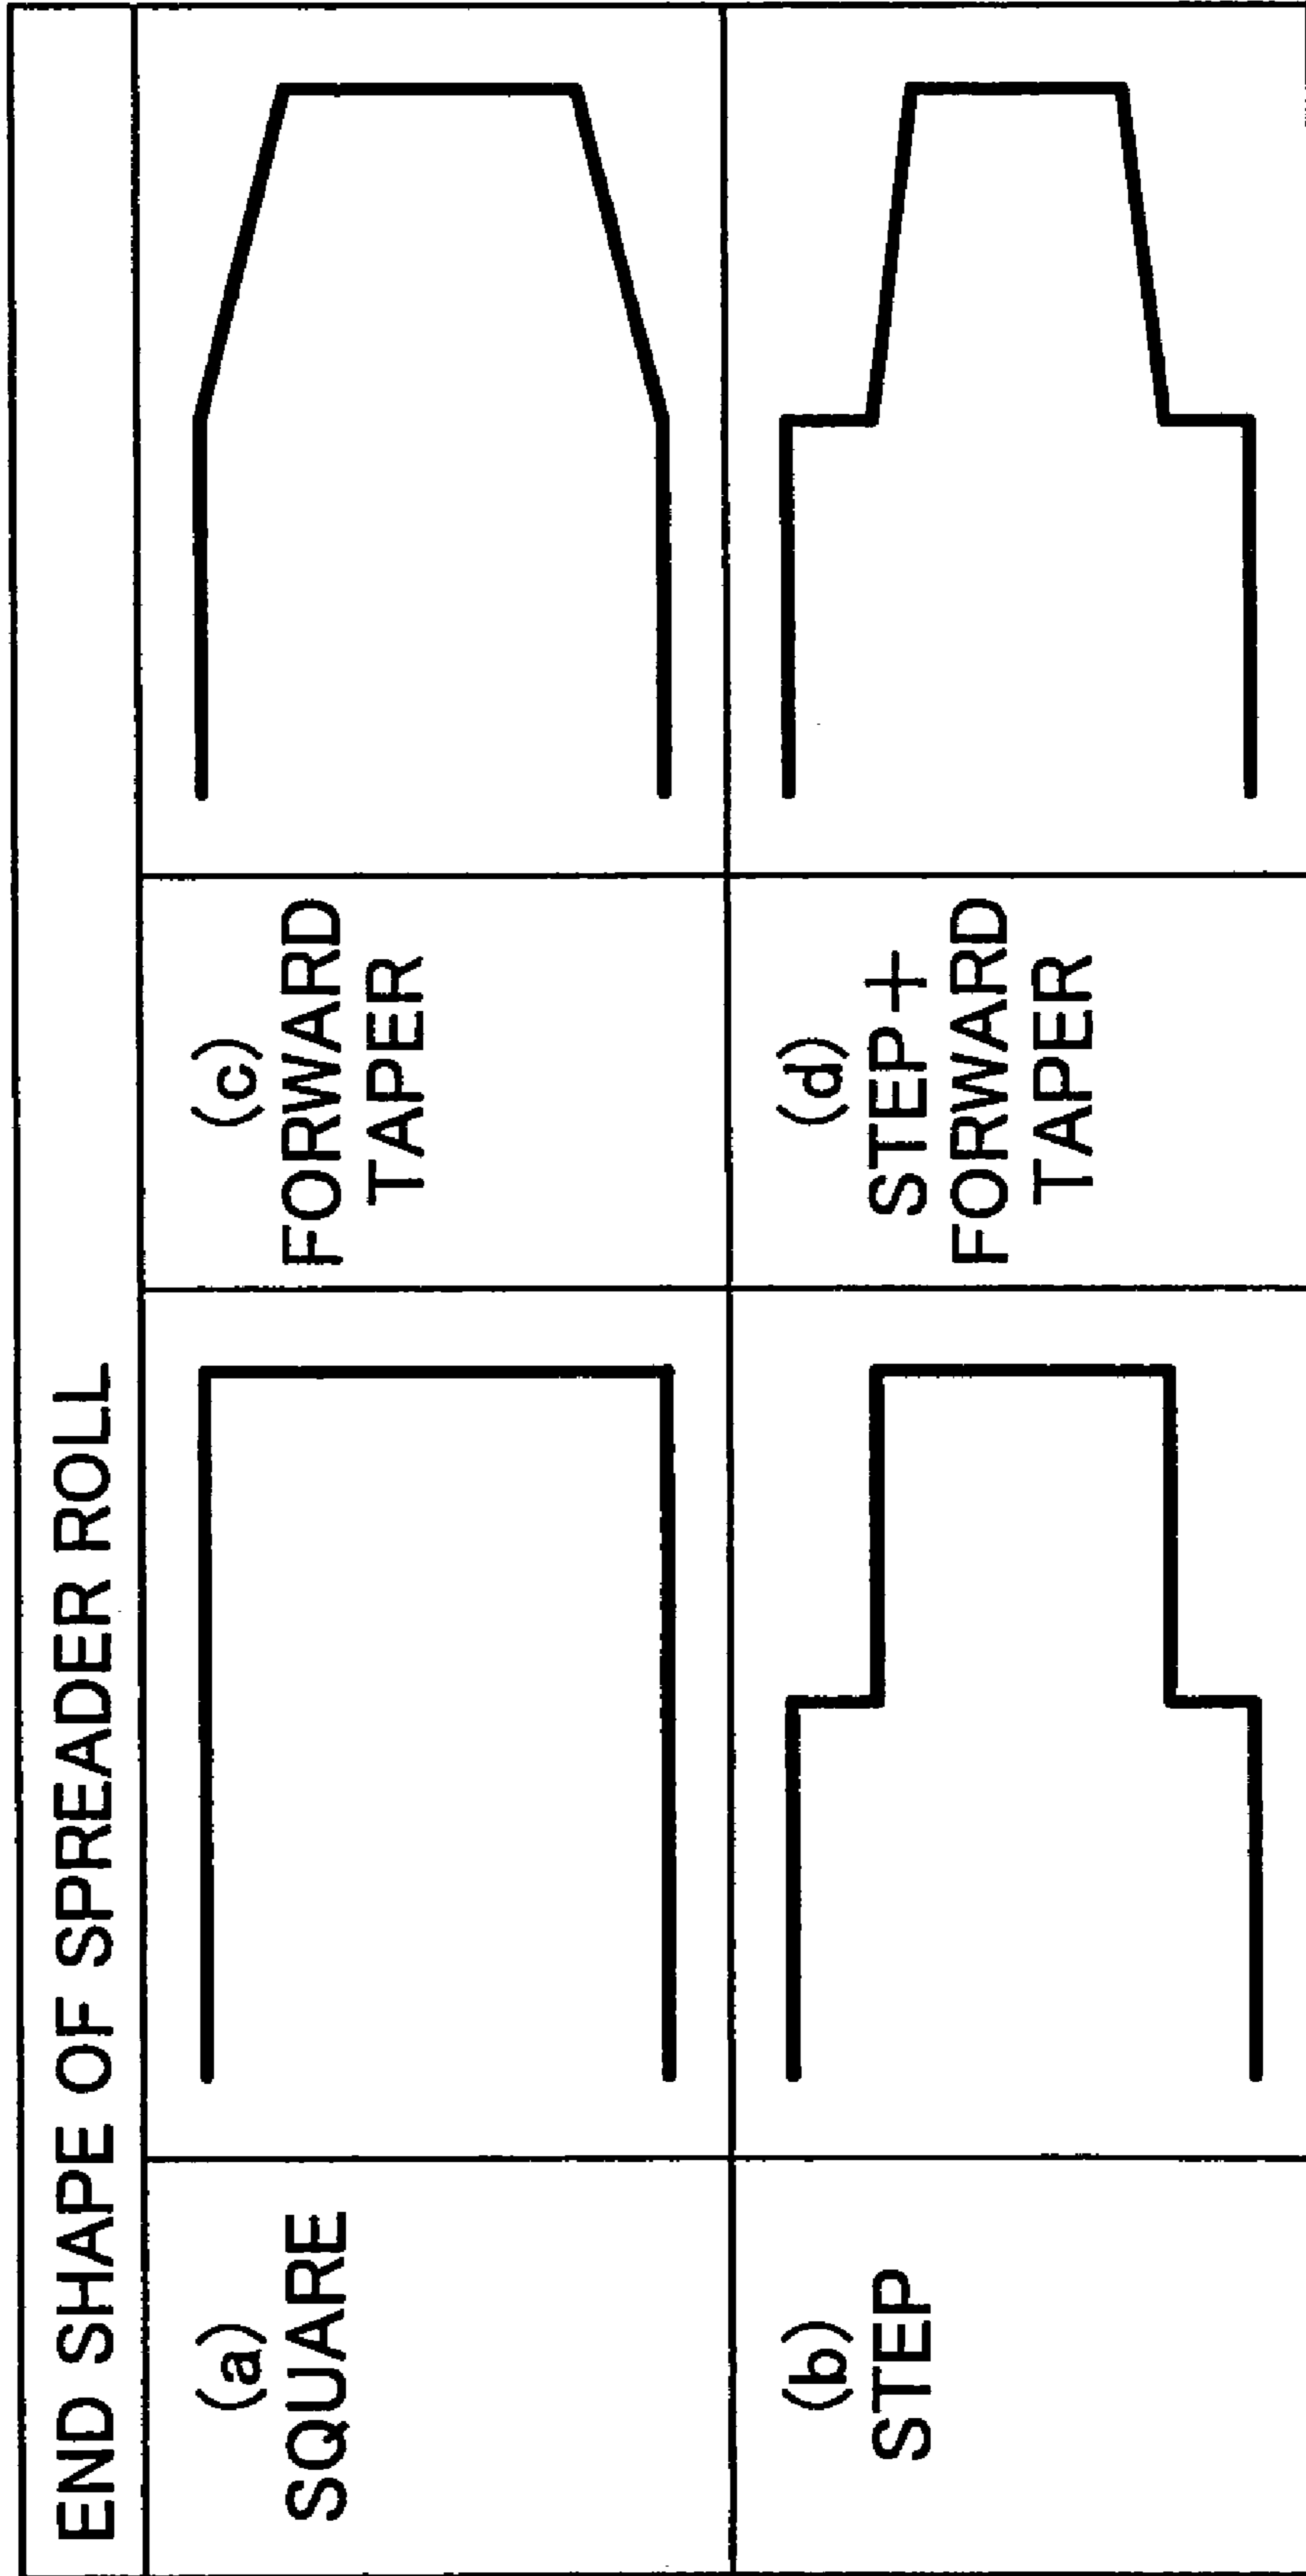 END SHAPE OF SPREADER ROLL
(a)
SQUARE
(c)
FORWARD
TAPER
(b)
STEP
(d)
STEP+
FORWARD
TAPER